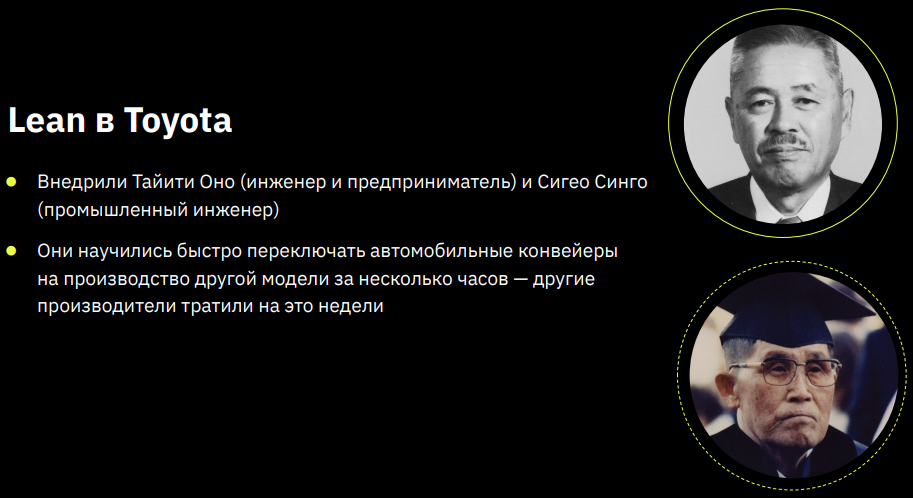 Lean в Toyota
Внедрили Тайити Оно (инженер и предприниматель) и Сигео Синго
(промышленный инженер)
Они научились быстро переключать автомобильные конвейеры
на производство другой модели за несколько часов — другие
производители тратили на это недели